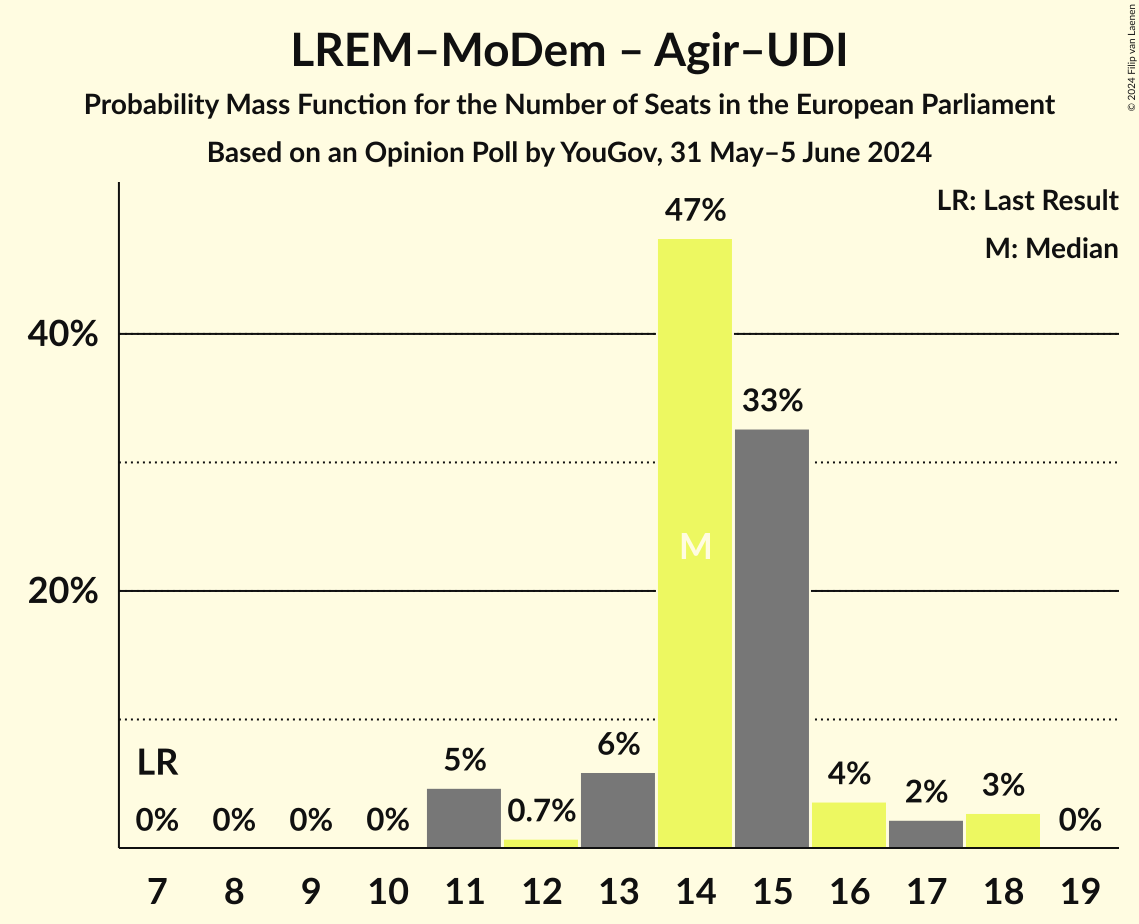 LREM–MoDem – Agir–UDI
Probability Mass Function for the Number of Seats in the European Parliament
Based on an Opinion Poll by YouGov, 31 May–5 June 2024
© 2024 Filip van Laenen
LR: Last Result
M: Median
47%
40%
33%
M
20%
LR
0%
0%
0%
0%
5%
0.7%
6%
4%
2%
3%
0%
7 8 9 10 11 12 13 14 15 16 17 18 19